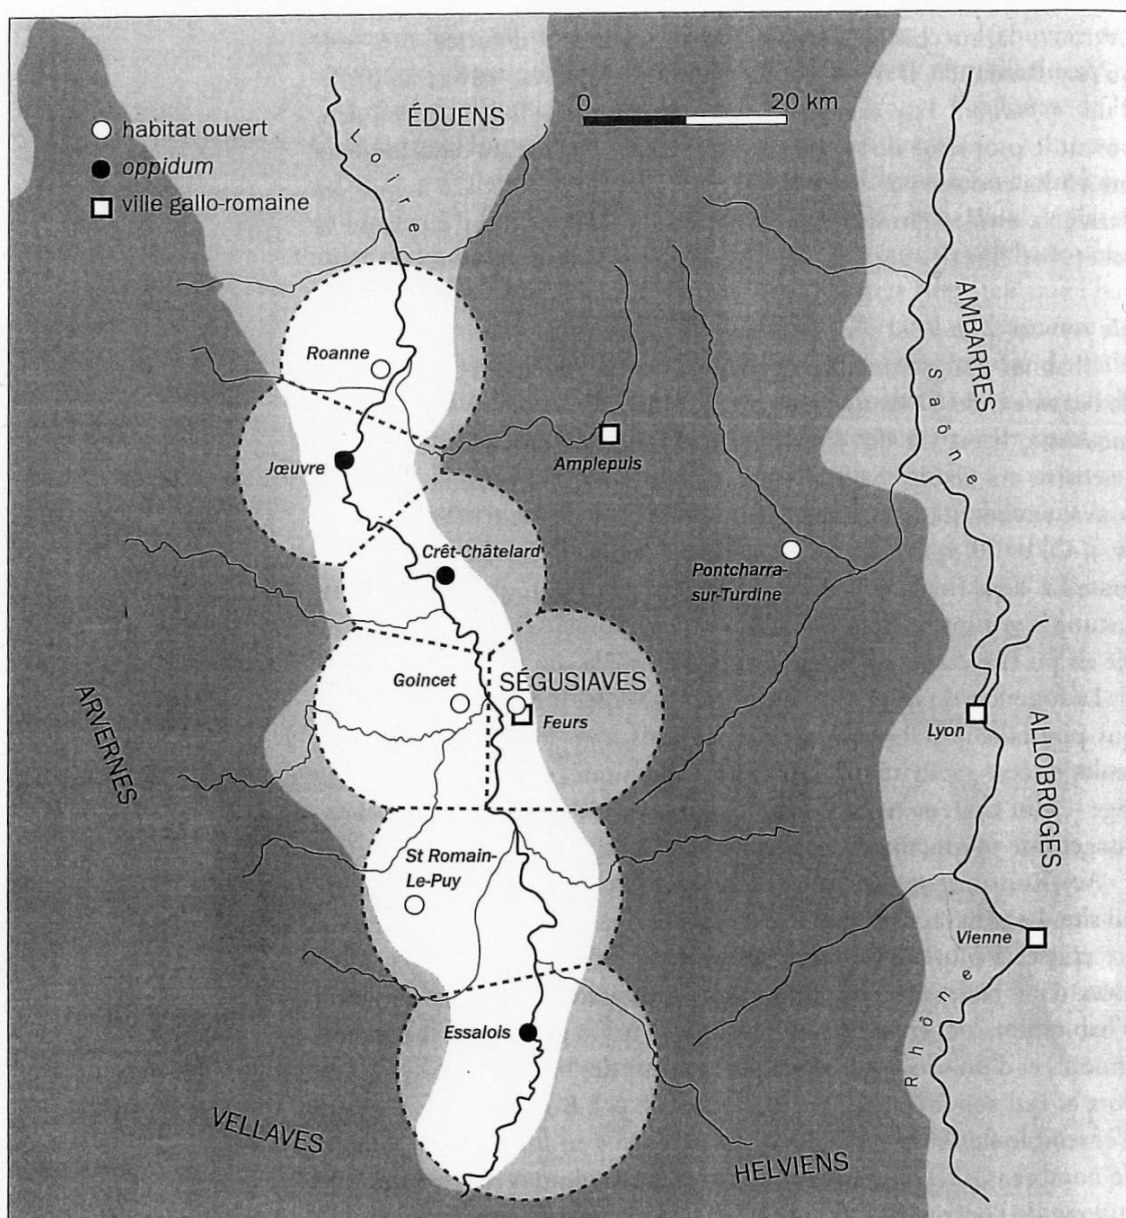 ÉDUENS
0 20 km
habitat ouvert
oppidum
ville gallo-romaine
Loire
AMBARRES
Saône
Roanne
Jœuvre
Amplepuis
Crêt-Châtelard
Pontcharra-
sur-Turdine
ARVERNES
Goincet
SÉGUSIAVES
Feurs
Lyon
ALLOBROGES
St Romain-
Le-Puy
Vienne
Rhône
Essalois
VELLAVES
HELVIENS